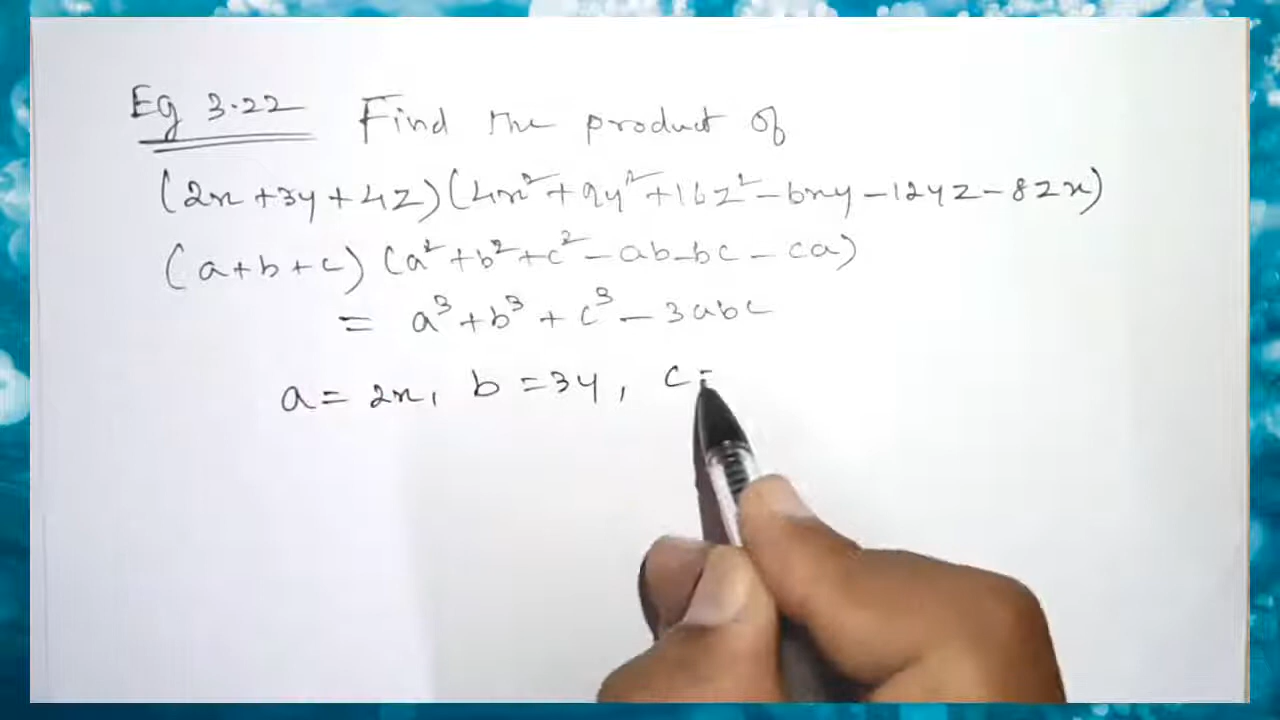 Eg 3.22 Find the product of
(2x+3y+4z)(4x²+9y²+16z²-6xy-12yz-8zx)
(a+b+c)(a²+b²+c²-ab-bc-ca)
= a³+b³+c³-3abc
a=2x, b=3y, c=